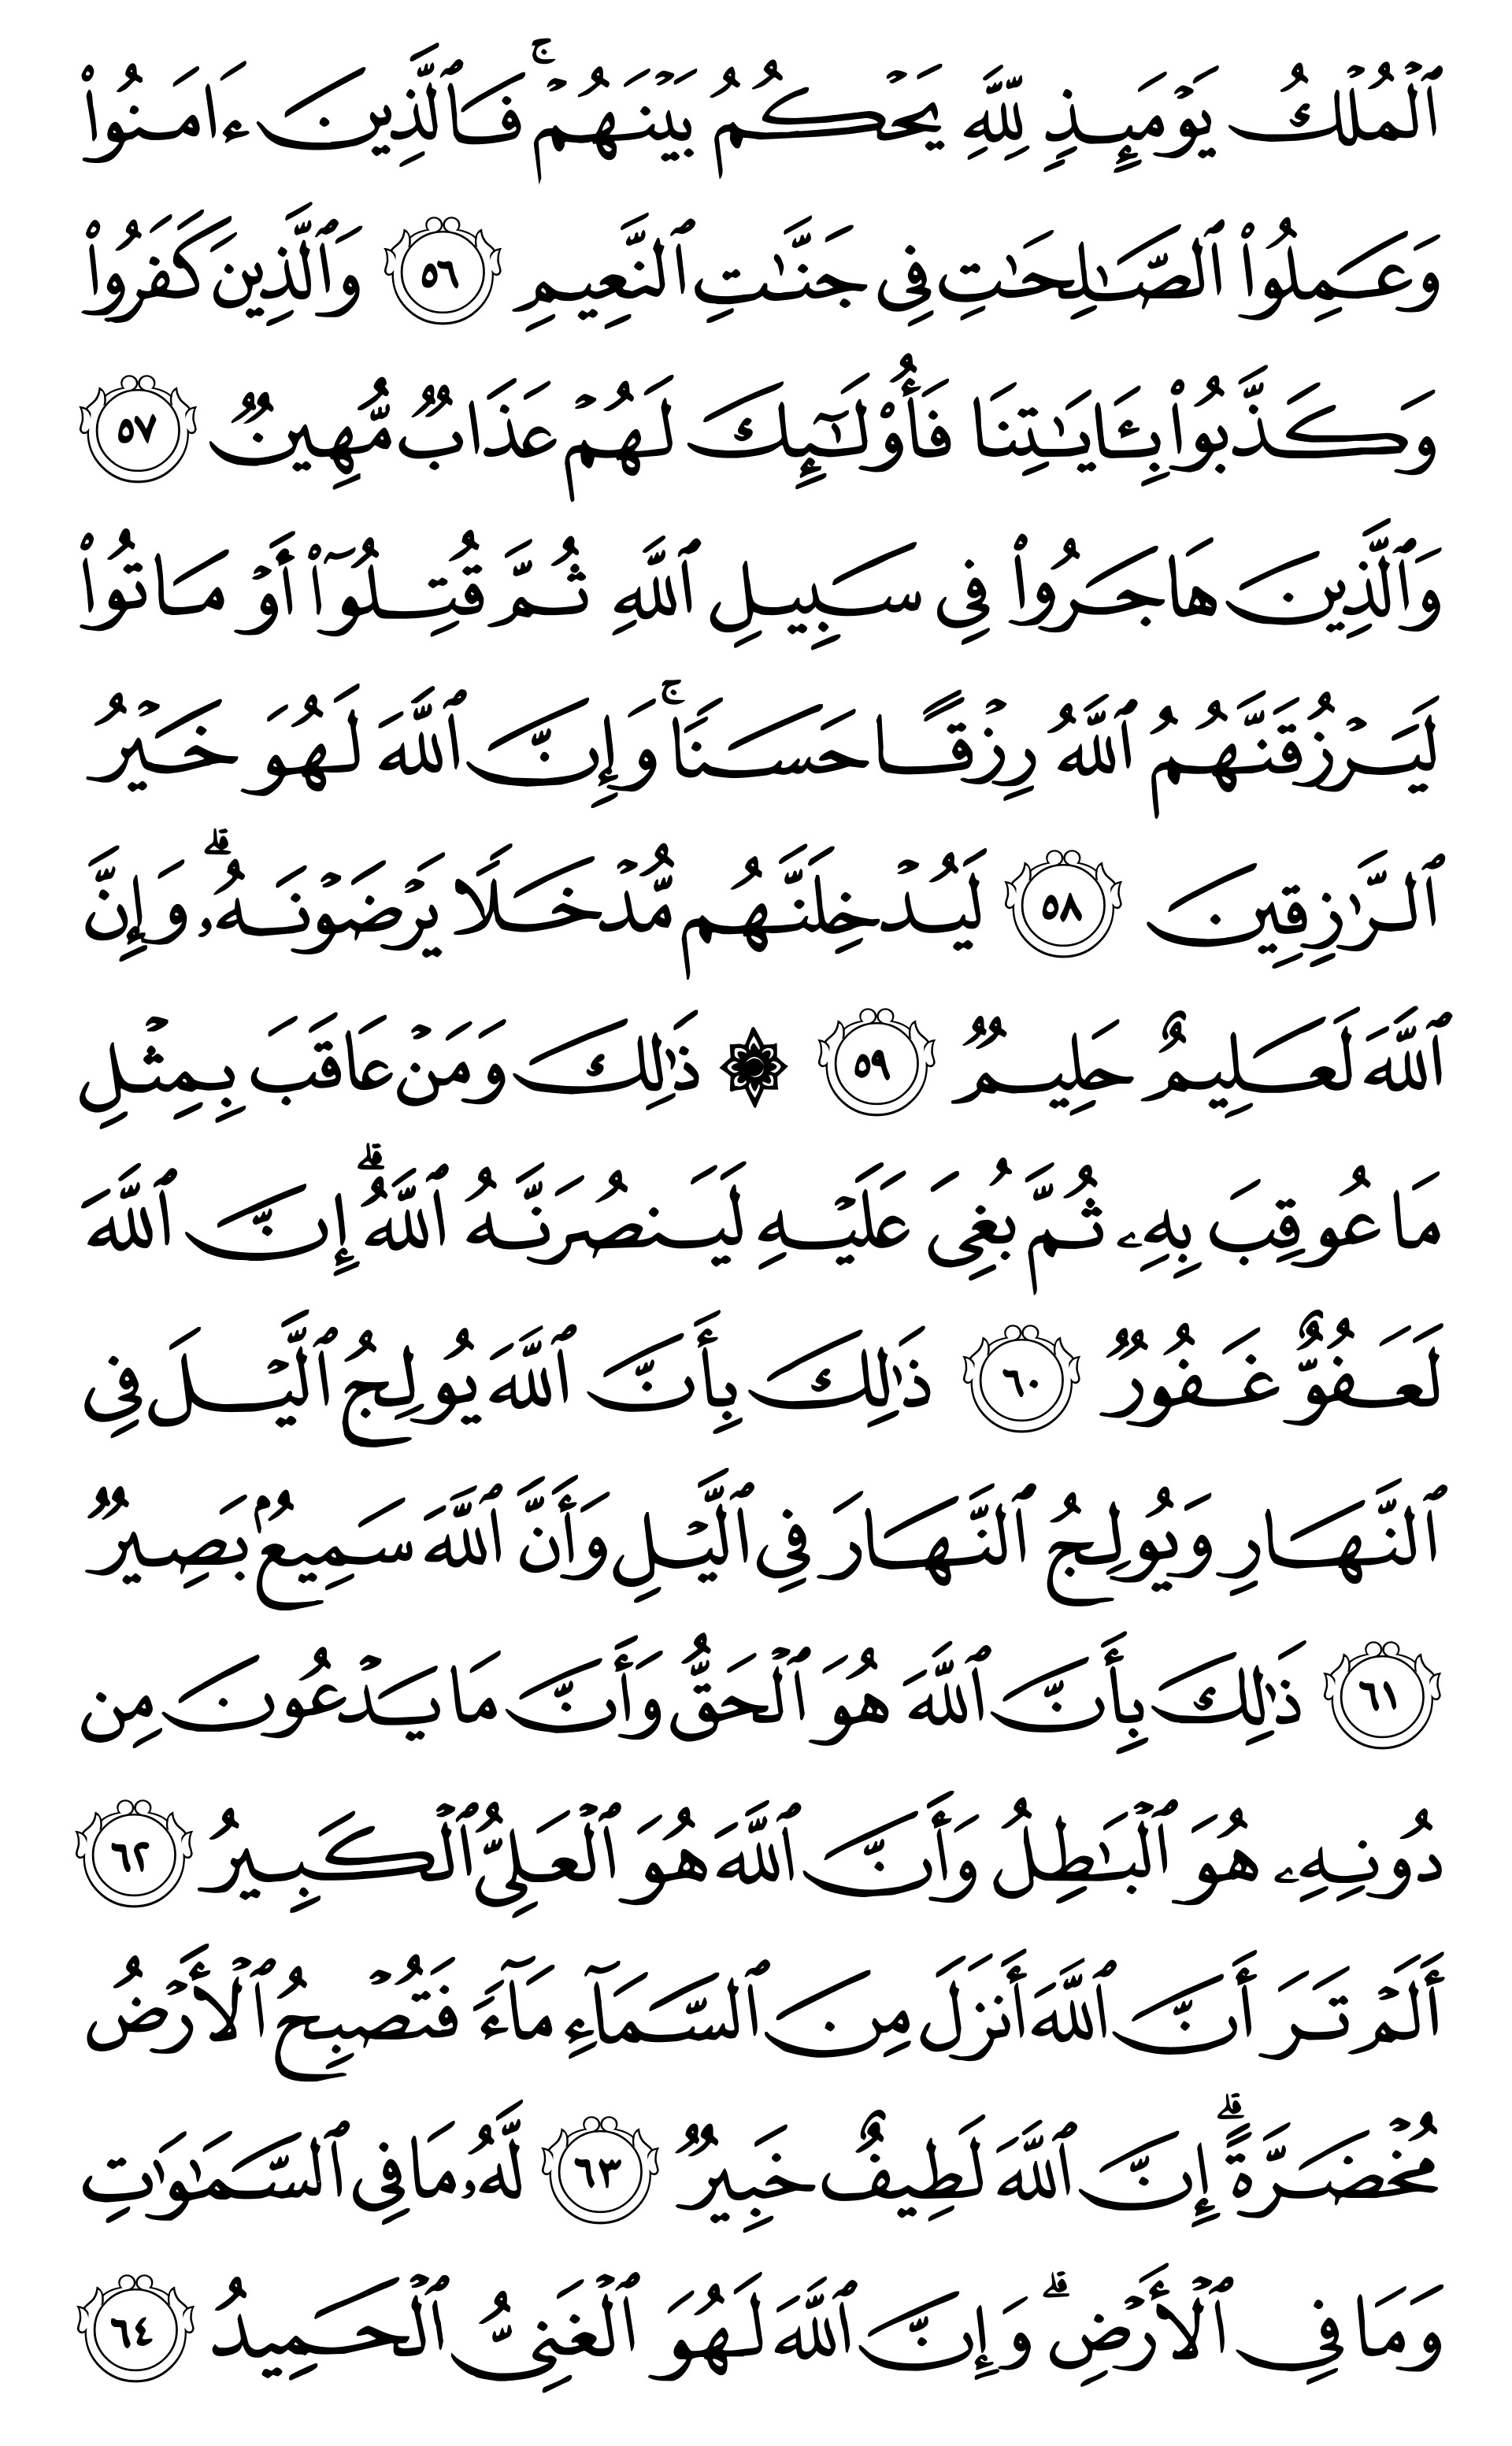 ٱلْمُلْكُ يَوْمَئِذٍ لِّلَّهِ يَحْكُمُ بَيْنَهُمْ ۚ فَٱلَّذِينَ ءَامَنُوا۟
وَعَمِلُوا۟ ٱلصَّٰلِحَٰتِ فِى جَنَّٰتِ ٱلنَّعِيمِ ٥٦ وَٱلَّذِينَ كَفَرُوا۟
وَكَذَّبُوا۟ بِـَٔايَٰتِنَا فَأُو۟لَٰٓئِكَ لَهُمْ عَذَابٌ مُّهِينٌ ٥٧
وَٱلَّذِينَ هَاجَرُوا۟ فِى سَبِيلِ ٱللَّهِ ثُمَّ قُتِلُوٓا۟ أَوْ مَاتُوا۟
لَيَرْزُقَنَّهُمُ ٱللَّهُ رِزْقًا حَسَنًا ۚ وَإِنَّ ٱللَّهَ لَهُوَ خَيْرُ
ٱلرَّٰزِقِينَ ٥٨ لَيُدْخِلَنَّهُم مُّدْخَلًا يَرْضَوْنَهُۥ ۗ وَإِنَّ
ٱللَّهَ لَعَلِيمٌ حَلِيمٌ ٥٩ ۞ ذَٰلِكَ وَمَنْ عَاقَبَ بِمِثْلِ
مَا عُوقِبَ بِهِۦ ثُمَّ بُغِىَ عَلَيْهِ لَيَنصُرَنَّهُ ٱللَّهُ ۗ إِنَّ ٱللَّهَ
لَعَفُوٌّ غَفُورٌ ٦٠ ذَٰلِكَ بِأَنَّ ٱللَّهَ يُولِجُ ٱلَّيْلَ فِى
ٱلنَّهَارِ وَيُولِجُ ٱلنَّهَارَ فِى ٱلَّيْلِ وَأَنَّ ٱللَّهَ سَمِيعٌۢ بَصِيرٌ
٦١ ذَٰلِكَ بِأَنَّ ٱللَّهَ هُوَ ٱلْحَقُّ وَأَنَّ مَا يَدْعُونَ مِن
دُونِهِۦ هُوَ ٱلْبَٰطِلُ وَأَنَّ ٱللَّهَ هُوَ ٱلْعَلِىُّ ٱلْكَبِيرُ ٦٢
أَلَمْ تَرَ أَنَّ ٱللَّهَ أَنزَلَ مِنَ ٱلسَّمَآءِ مَآءً فَتُصْبِحُ ٱلْأَرْضُ
مُخْضَرَّةً ۗ إِنَّ ٱللَّهَ لَطِيفٌ خَبِيرٌ ٦٣ لَّهُۥ مَا فِى ٱلسَّمَٰوَٰتِ
وَمَا فِى ٱلْأَرْضِ ۗ وَإِنَّ ٱللَّهَ لَهُوَ ٱلْغَنِىُّ ٱلْحَمِيدُ ٦٤